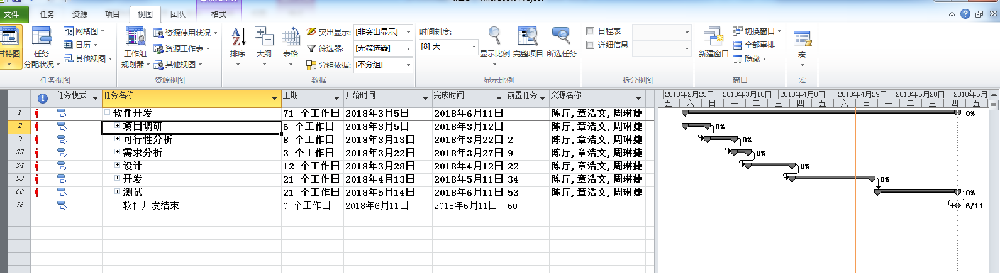 文件 任务 资源 项目 视图 团队 格式
甘特图
任务分配状况
网络图
日历
其他视图
任务视图
工作组规划器
资源使用状况
资源工作表
其他视图
资源视图
排序
大纲
表格
突出显示: [非突出显示]
筛选器: [无筛选器]
分组依据: [不分组]
数据
时间刻度:
[8] 天
显示比例
完整项目
所选任务
显示比例
日程表
详细信息
拆分视图
新建窗口
切换窗口
全部重排
隐藏
窗口
宏
宏
任务模式 任务名称 工期 开始时间 完成时间 前置任务 资源名称
2018年2月25日 2018年3月18日 2018年4月8日 2018年4月29日 2018年5月20日 2018年6月
五 六 日 一 二 三 四 五 六 日 一 二 三 四 五
1 软件开发 71 个工作日 2018年3月5日 2018年6月11日 陈厅,章浩文,周琳婕 0%
2 项目调研 6 个工作日 2018年3月5日 2018年3月12日 陈厅,章浩文,周琳婕 0%
9 可行性分析 8 个工作日 2018年3月13日 2018年3月22日 2 陈厅,章浩文,周琳婕 0%
22 需求分析 3 个工作日 2018年3月22日 2018年3月27日 9 陈厅,章浩文,周琳婕 0%
34 设计 12 个工作日 2018年3月28日 2018年4月12日 22 陈厅,章浩文,周琳婕 0%
53 开发 21 个工作日 2018年4月13日 2018年5月11日 34 陈厅,章浩文,周琳婕 0%
60 测试 21 个工作日 2018年5月14日 2018年6月11日 53 陈厅,章浩文,周琳婕 0%
76 软件开发结束 0 个工作日 2018年6月11日 2018年6月11日 60 6/11